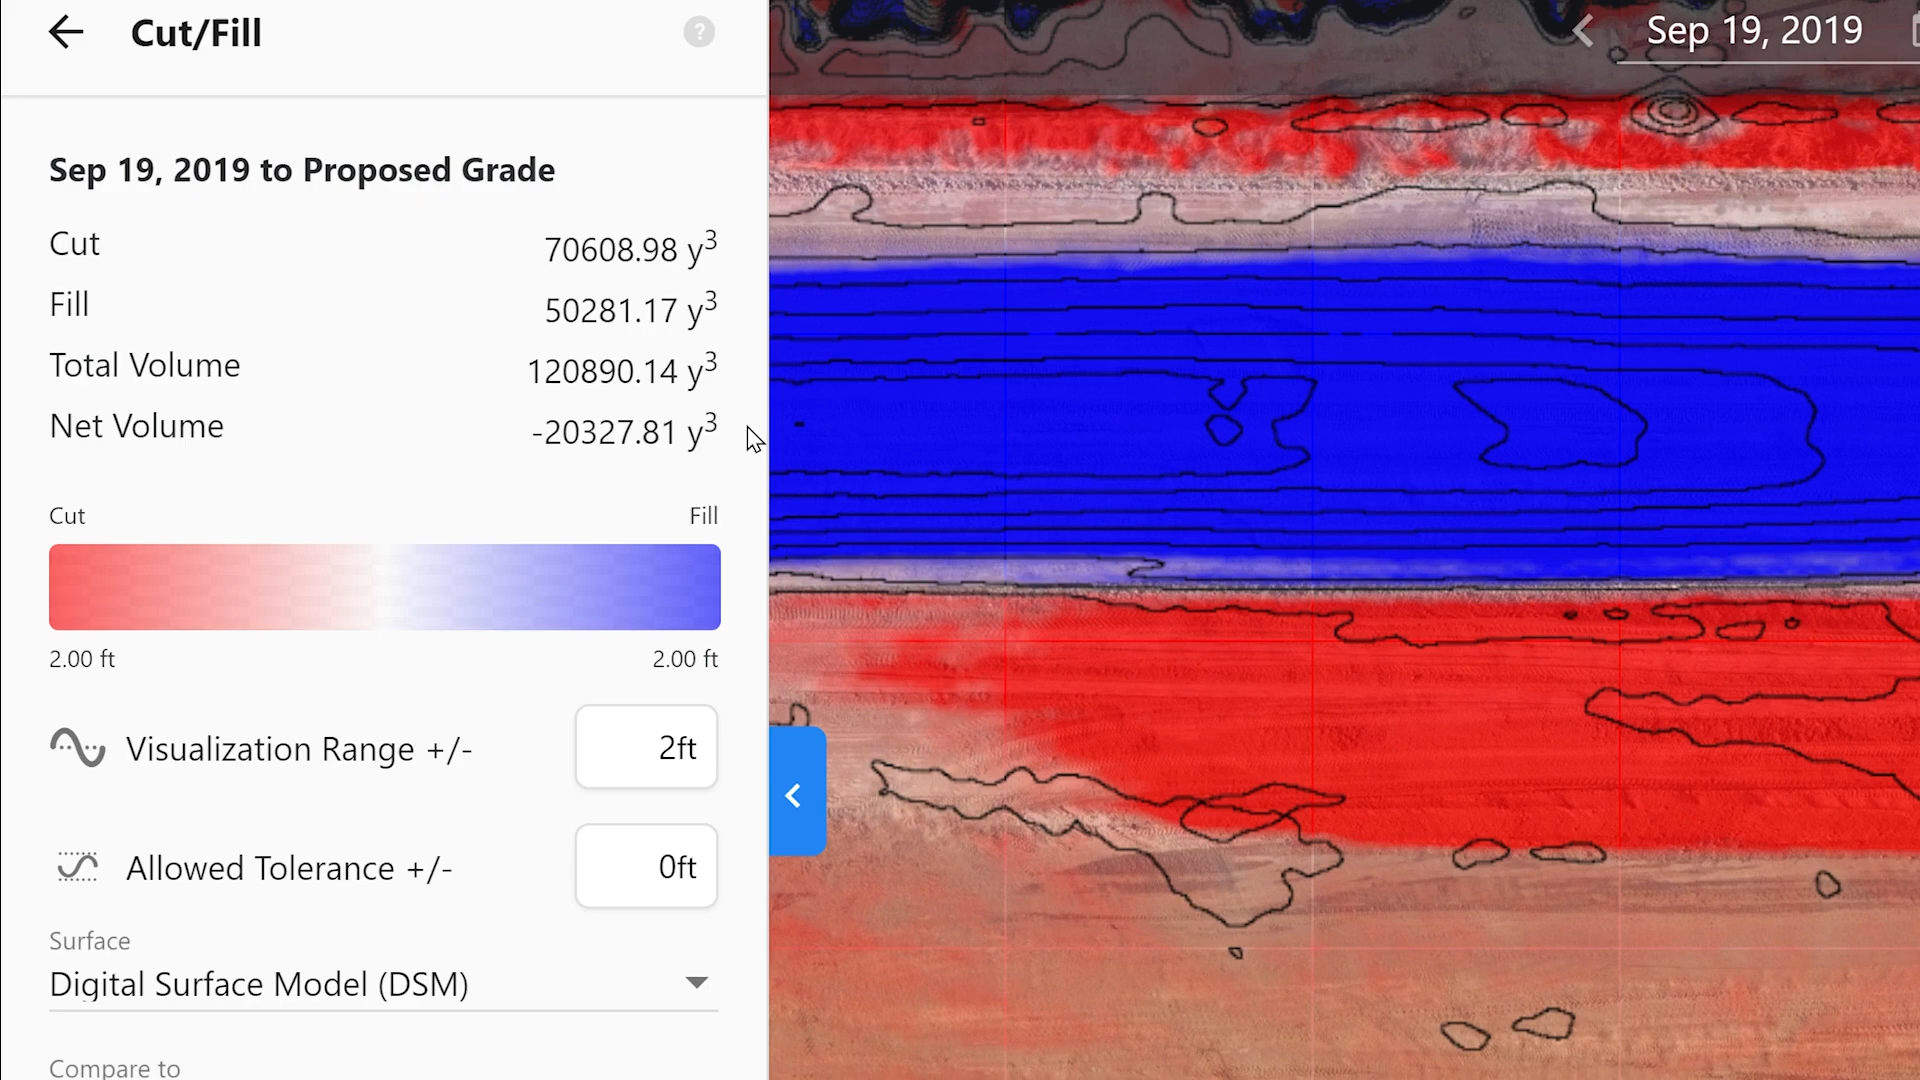 Cut/Fill
?
Sep 19, 2019
Sep 19, 2019 to Proposed Grade
Cut 70608.98 y³
Fill 50281.17 y³
Total Volume 120890.14 y³
Net Volume -20327.81 y³
Cut Fill
2.00 ft 2.00 ft
Visualization Range +/- 2ft
Allowed Tolerance +/- 0ft
Surface
Digital Surface Model (DSM)
Compare to